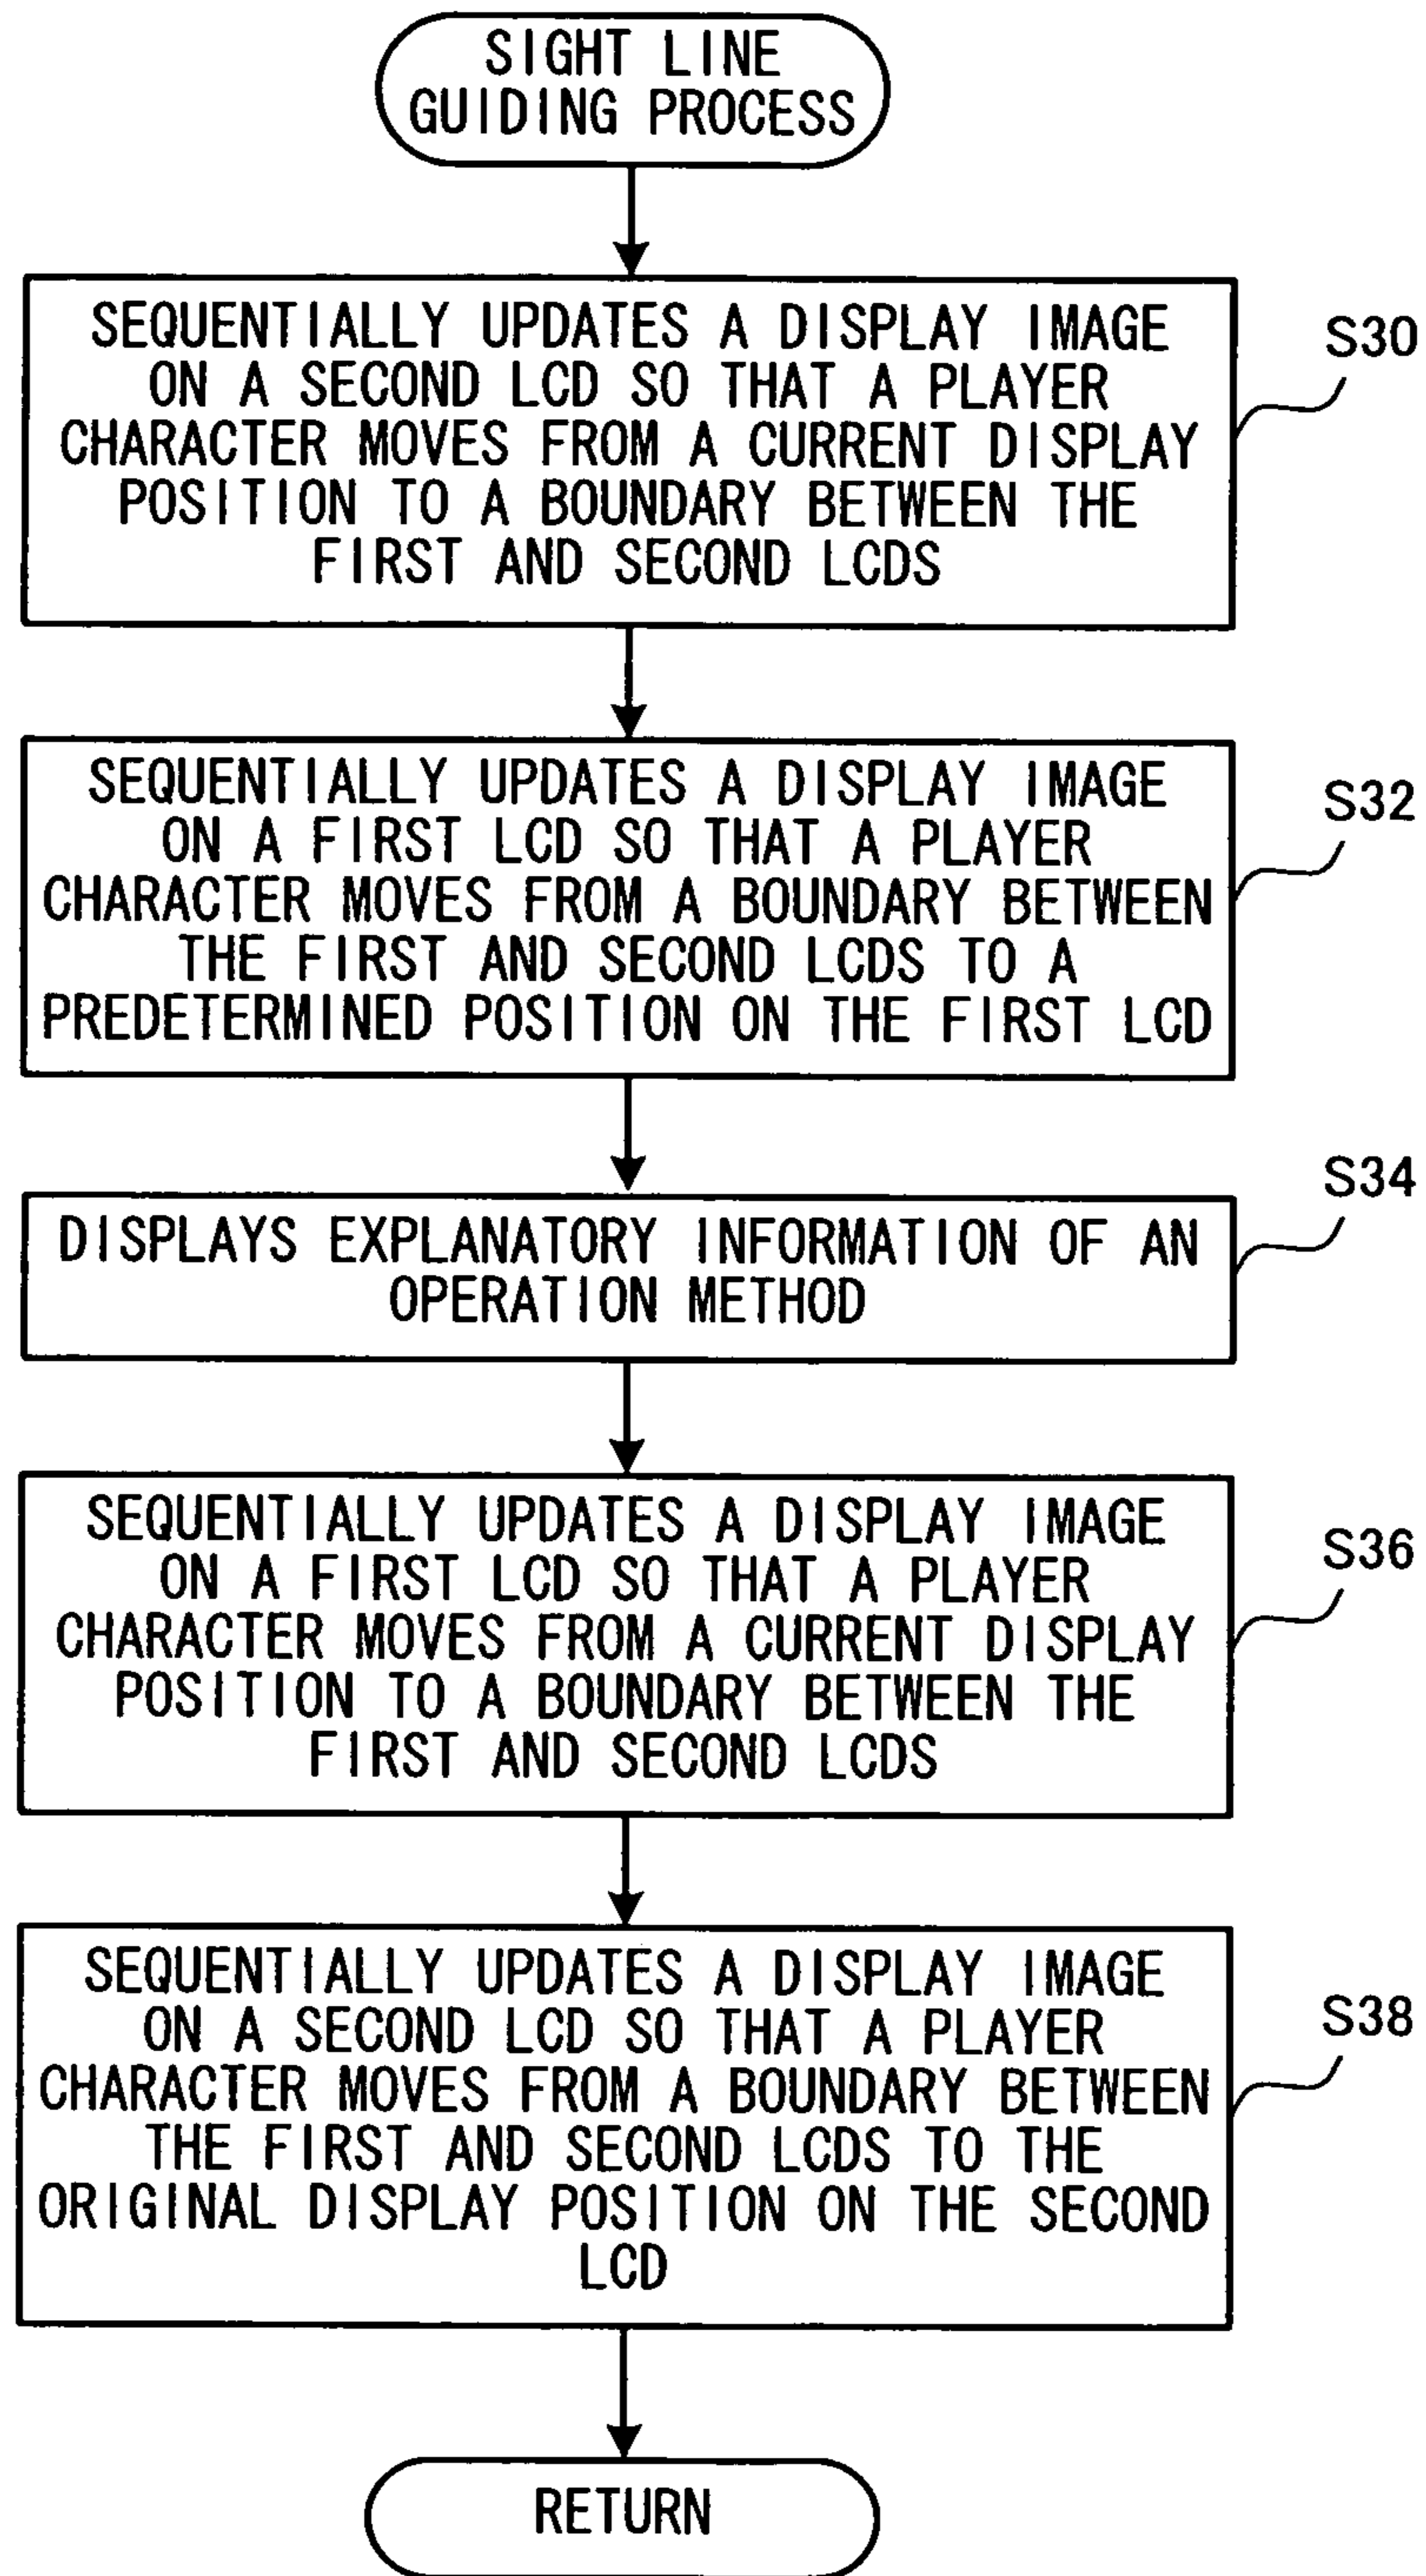 SIGHT LINE
GUIDING PROCESS
SEQUENTIALLY UPDATES A DISPLAY IMAGE
ON A SECOND LCD SO THAT A PLAYER
CHARACTER MOVES FROM A CURRENT DISPLAY
POSITION TO A BOUNDARY BETWEEN THE
FIRST AND SECOND LCDS
S30
SEQUENTIALLY UPDATES A DISPLAY IMAGE
ON A FIRST LCD SO THAT A PLAYER
CHARACTER MOVES FROM A BOUNDARY BETWEEN
THE FIRST AND SECOND LCDS TO A
PREDETERMINED POSITION ON THE FIRST LCD
S32
DISPLAYS EXPLANATORY INFORMATION OF AN
OPERATION METHOD
S34
SEQUENTIALLY UPDATES A DISPLAY IMAGE
ON A FIRST LCD SO THAT A PLAYER
CHARACTER MOVES FROM A CURRENT DISPLAY
POSITION TO A BOUNDARY BETWEEN THE
FIRST AND SECOND LCDS
S36
SEQUENTIALLY UPDATES A DISPLAY IMAGE
ON A SECOND LCD SO THAT A PLAYER
CHARACTER MOVES FROM A BOUNDARY BETWEEN
THE FIRST AND SECOND LCDS TO THE
ORIGINAL DISPLAY POSITION ON THE SECOND
LCD
S38
RETURN